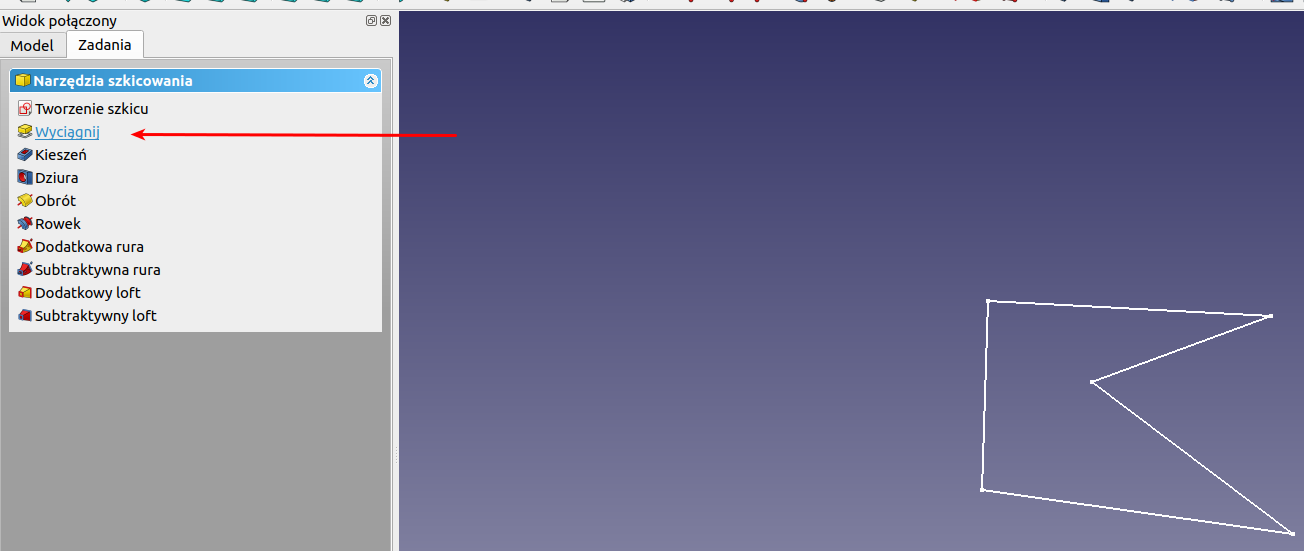 Widok połączony
Model Zadania
Narzędzia szkicowania
Tworzenie szkicu
Wyciągnij
Kieszeń
Dziura
Obrót
Rowek
Dodatkowa rura
Subtraktywna rura
Dodatkowy loft
Subtraktywny loft